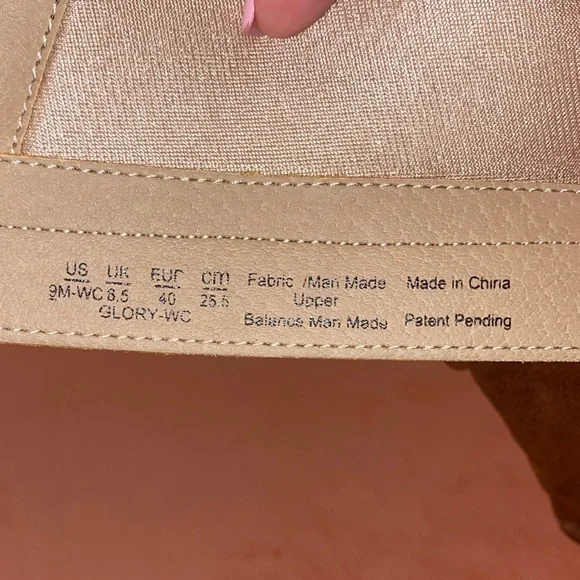 US UK EUR cm
9M-WC 6.5 40 25.5
GLORY-WC
Fabric /Man Made
Upper
Balance Man Made
Made in China
Patent Pending